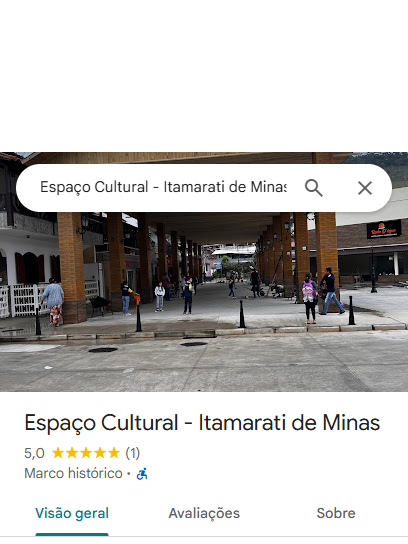 Espaço Cultural - Itamarati de Minas
Espaço Cultural - Itamarati de Minas
5,0 (1)
Marco histórico ·
Visão geral Avaliações Sobre